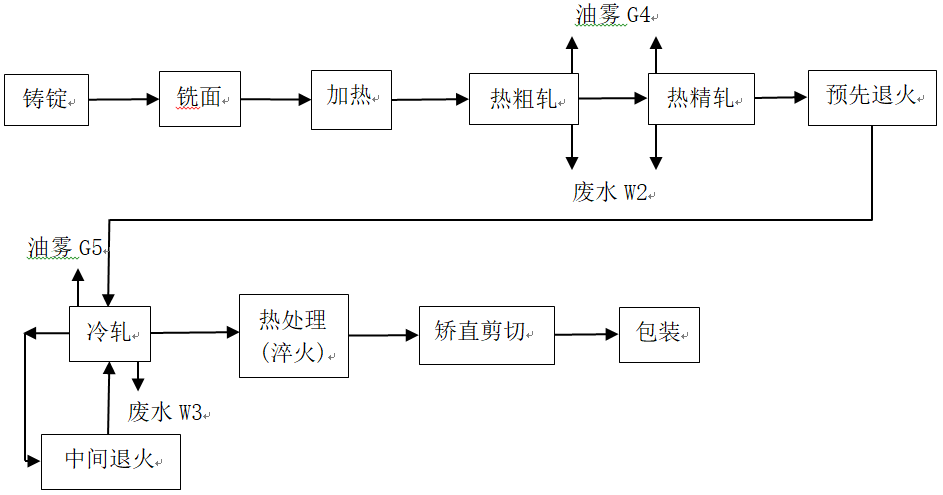 油雾 G4
铸锭
铣面
加热
热粗轧
热精轧
预先退火
废水 W2
油雾 G5
冷轧
热处理
(淬火)
矫直剪切
包装
废水 W3
中间退火